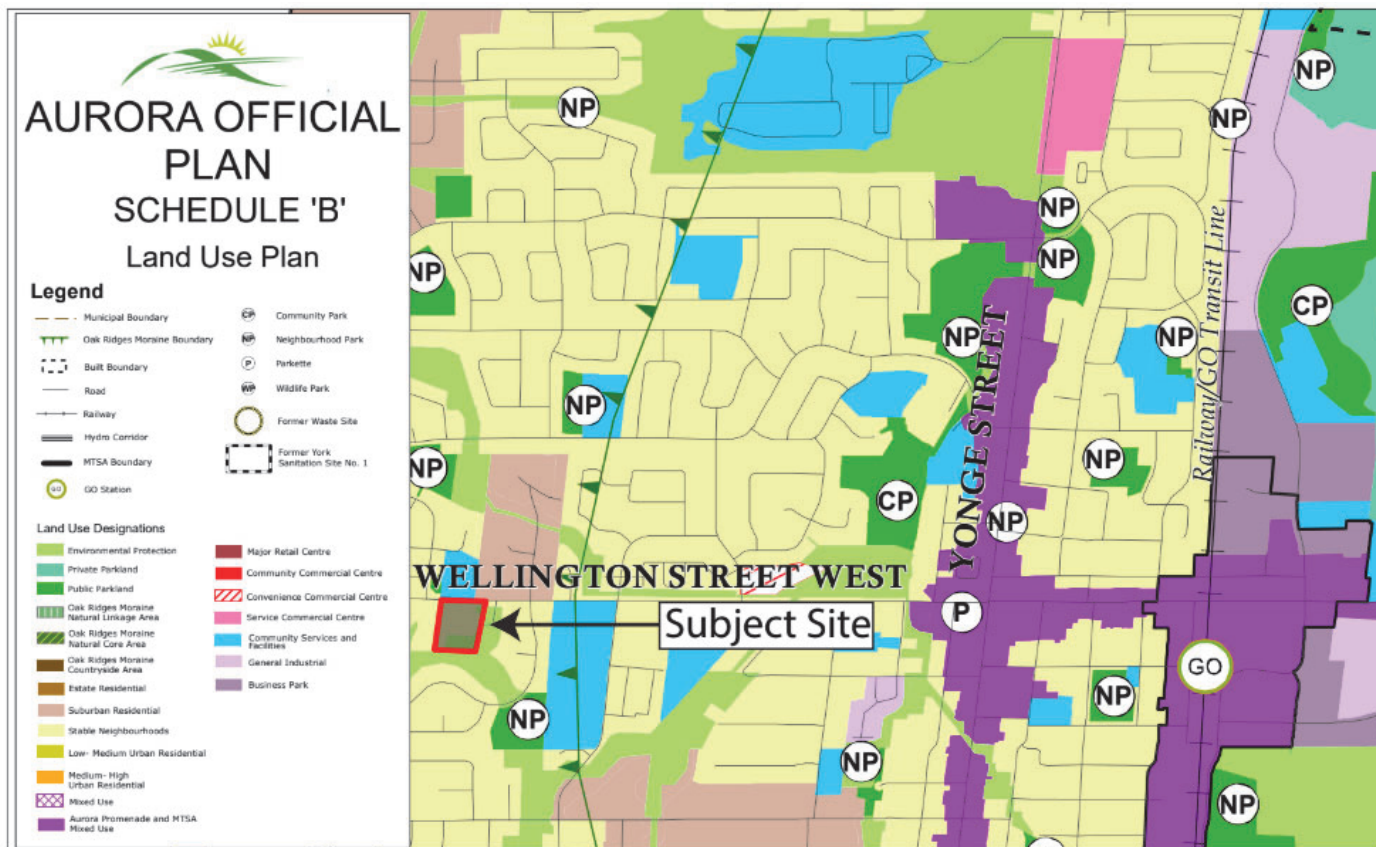 AURORA OFFICIAL
PLAN
SCHEDULE 'B'
Land Use Plan
Legend
Municipal Boundary
Oak Ridges Moraine Boundary
Built Boundary
Road
Railway
Hydro Corridor
MTSA Boundary
GO
GO Station
CP
Community Park
NP
Neighbourhood Park
P
Parkette
WP
Wildlife Park
Former Waste Site
Former York
Sanitation Site No. 1
Land Use Designations
Environmental Protection
Private Parkland
Public Parkland
Oak Ridges Moraine
Natural Linkage Area
Oak Ridges Moraine
Natural Core Area
Oak Ridges Moraine
Countryside Area
Estate Residential
Suburban Residential
Stable Neighbourhoods
Low- Medium Urban Residential
Medium- High
Urban Residential
Mixed Use
Aurora Promenade and MTSA
Mixed Use
Major Retail Centre
Community Commercial Centre
Convenience Commercial Centre
Service Commercial Centre
Community Services and
Facilities
General Industrial
Business Park
NP
NP
NP
NP
NP
NP
CP
NP
NP
NP
NP
NP
CP
NP
YONGE STREET
Railway/GO Transit Line
WELLINGTON STREET WEST
Subject Site
P
GO
NP
NP
NP
NP